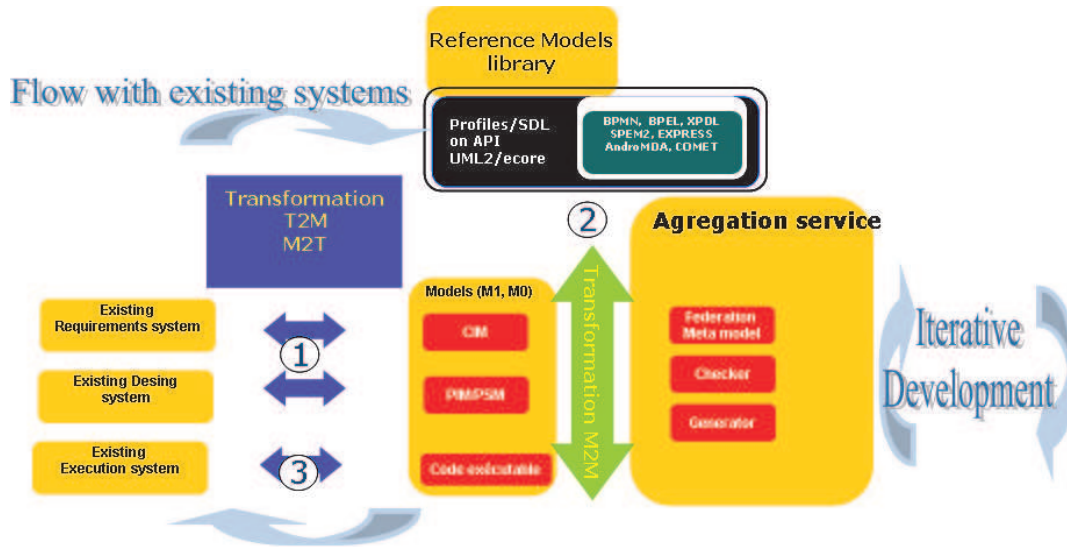 Reference Models
library
Flow with existing systems
Profiles/SDL
on API
UML2/ecore
BPMN, BPEL, XPDL
SPEM2, EXPRESS
AndroMDA, COMET
Transformation
T2M
M2T
2
Agregation service
Models (M1, M0)
Existing
Requirements system
CIM
Federation
Meta model
1
Transformation M2M
Iterative
Development
Existing Desing
system
PIM/PSM
Checker
Generator
Existing
Execution system
3
Code exécutable